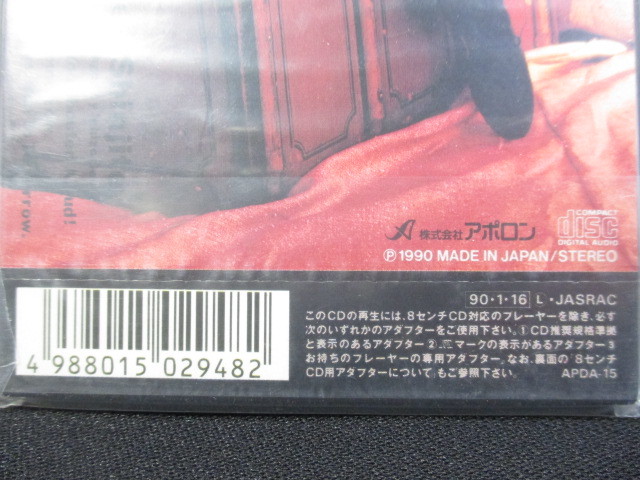 rrow.
ud!
株式会社アポロン
COMPACT
disc
DIGITAL AUDIO
Ⓟ1990 MADE IN JAPAN/STEREO
90・1・16 L・JASRAC
このCDの再生には、8センチCD対応のプレーヤーを除き、必ず
次のいずれかのアダプターをご使用下さい。①CD推奨規格準拠
と表示のあるアダプター②マークの表示があるアダプター③
お持ちのプレーヤーの専用アダプター。なお、裏面の「8センチ
CD用アダプターについて」もご参照下さい。
APDA-15
4 988015 029482